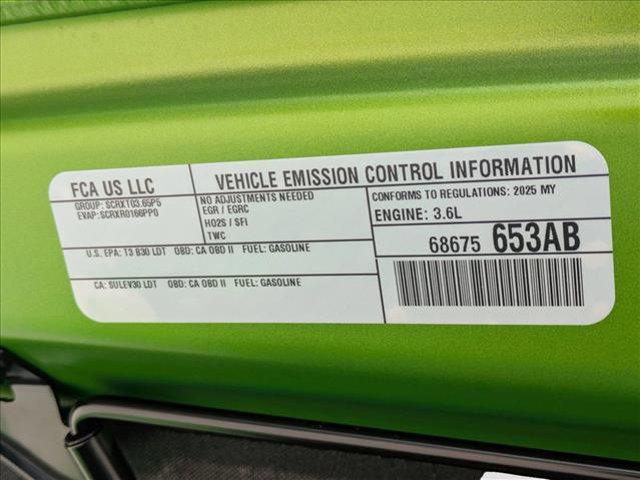 FCA US LLC
GROUP: SCRXT03.65P5
EVAP: SCRXR0166PP0
VEHICLE EMISSION CONTROL INFORMATION
NO ADJUSTMENTS NEEDED
EGR / EGRC
HO2S / SFI
TWC
CONFORMS TO REGULATIONS: 2025 MY
ENGINE: 3.6L
68675 653AB
U.S. EPA: T3 B30 LDT OBD: CA OBD II FUEL: GASOLINE
CA: SULEV30 LDT OBD: CA OBD II FUEL: GASOLINE